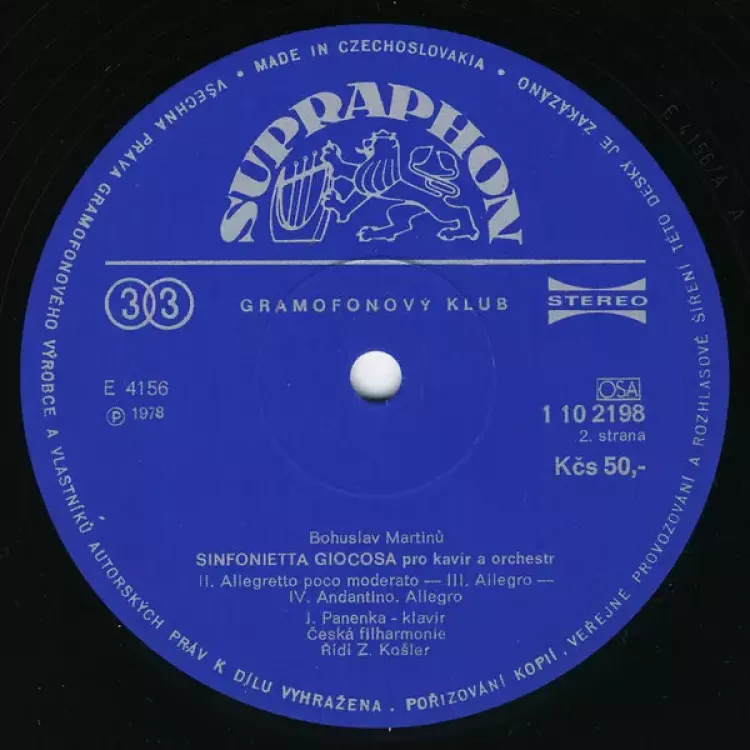 VŠECHNA PRÁVA GRAMOFONOVÉHO VÝROBCE A VLASTNÍKŮ AUTORSKÝCH PRÁV K DÍLU VYHRAŽENA. POŘIZOVÁNÍ KOPIÍ, VEŘEJNÉ PROVOZOVÁNÍ A ROZHLASOVÉ ŠÍŘENÍ TÉTO DESKY JE ZAKÁZÁNO
• MADE IN CZECHOSLOVAKIA •
SUPRAPHON
33
GRAMOFONOVÝ KLUB
STEREO
E 4156
Ⓟ 1978
OSA
1 10 2198
2. strana
Kčs 50,-
Bohuslav Martinů
SINFONIETTA GIOCOSA pro kavír a orchestr
II. Allegretto poco moderato — III. Allegro —
IV. Andantino. Allegro
J. Panenka - klavír
Česká filharmonie
Řídí Z. Košler
E 4156/A A